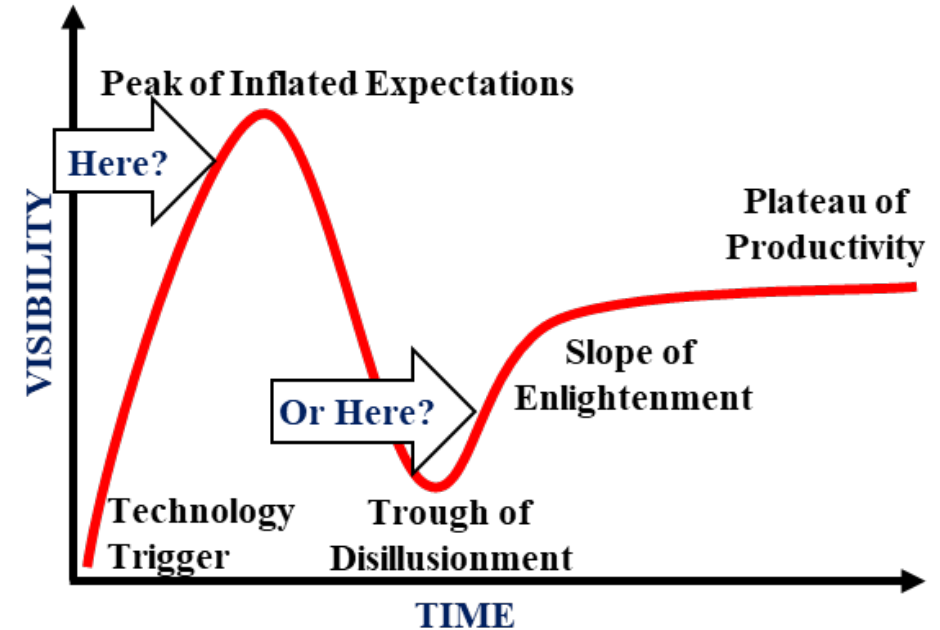 Peak of Inflated Expectations
Here?
VISIBILITY
Plateau of
Productivity
Slope of
Enlightenment
Or Here?
Technology
Trigger
Trough of
Disillusionment
TIME